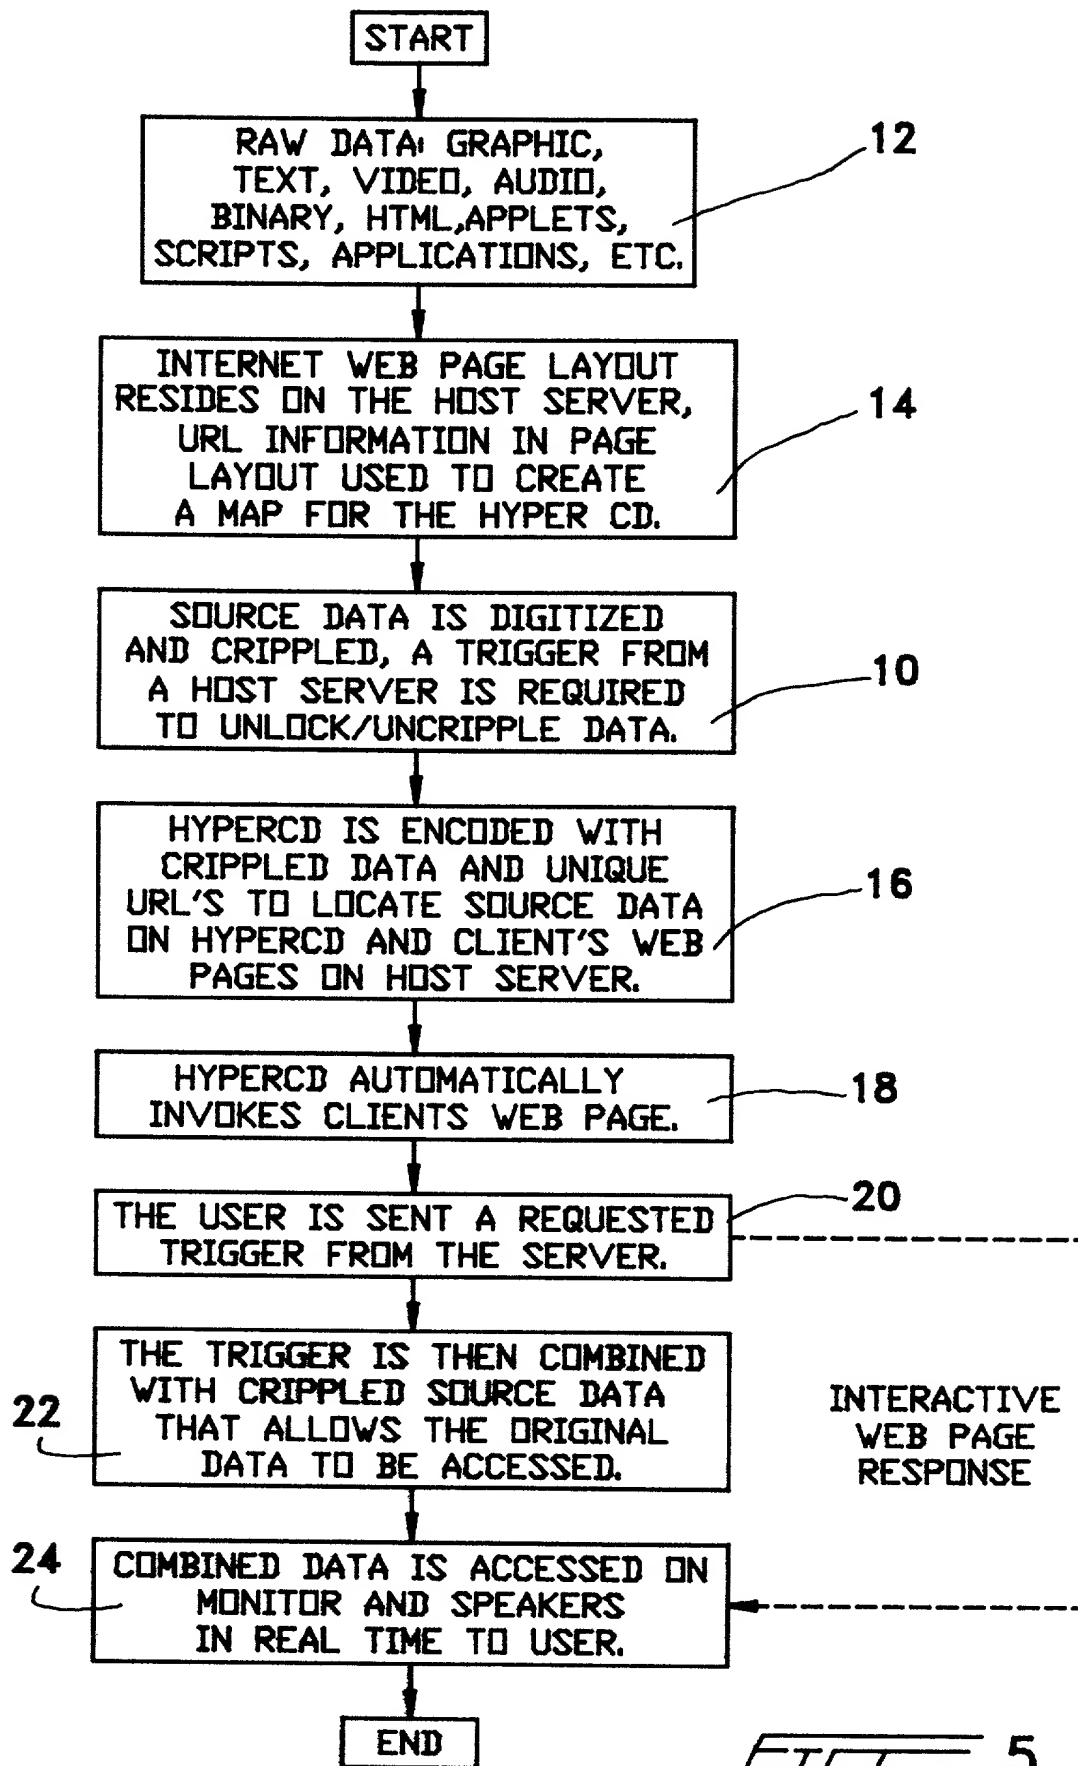 START
RAW DATA: GRAPHIC,
TEXT, VIDEO, AUDIO,
BINARY, HTML,APPLETS,
SCRIPTS, APPLICATIONS, ETC.
12
INTERNET WEB PAGE LAYOUT
RESIDES ON THE HOST SERVER,
URL INFORMATION IN PAGE
LAYOUT USED TO CREATE
A MAP FOR THE HYPER CD.
14
SOURCE DATA IS DIGITIZED
AND CRIPPLED, A TRIGGER FROM
A HOST SERVER IS REQUIRED
TO UNLOCK/UNCRIPPLE DATA.
10
HYPERCD IS ENCODED WITH
CRIPPLED DATA AND UNIQUE
URL'S TO LOCATE SOURCE DATA
ON HYPERCD AND CLIENT'S WEB
PAGES ON HOST SERVER.
16
HYPERCD AUTOMATICALLY
INVOKES CLIENTS WEB PAGE.
18
THE USER IS SENT A REQUESTED
TRIGGER FROM THE SERVER.
20
THE TRIGGER IS THEN COMBINED
WITH CRIPPLED SOURCE DATA
THAT ALLOWS THE ORIGINAL
DATA TO BE ACCESSED.
22
INTERACTIVE
WEB PAGE
RESPONSE
COMBINED DATA IS ACCESSED ON
MONITOR AND SPEAKERS
IN REAL TIME TO USER.
24
END
5